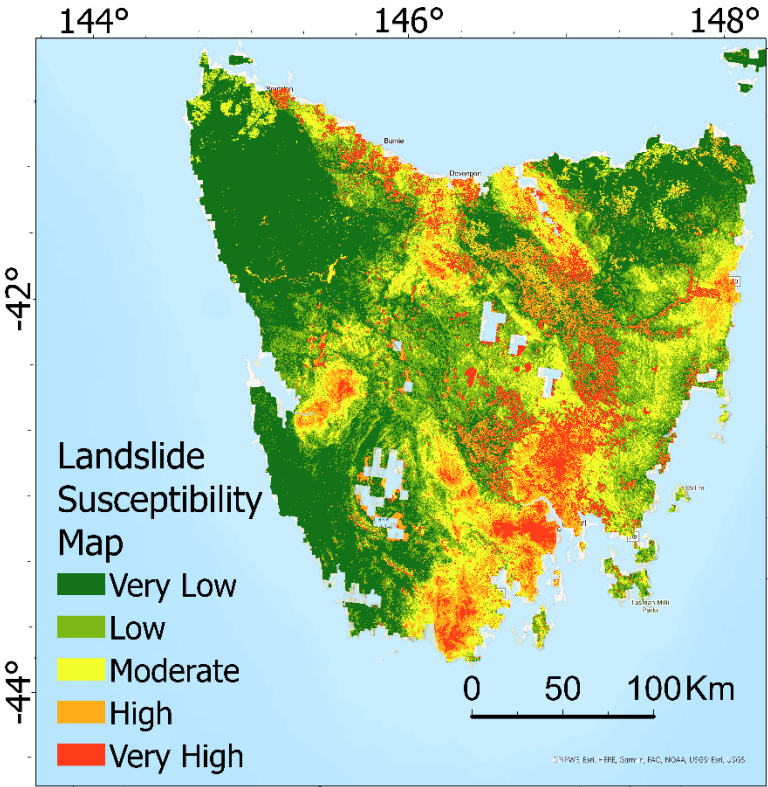 144° 146° 148°
Burnie
Devonport
-42°
Landslide
Susceptibility
Map
Very Low
Low
Moderate
High
Very High
-44°
0 50 100 Km